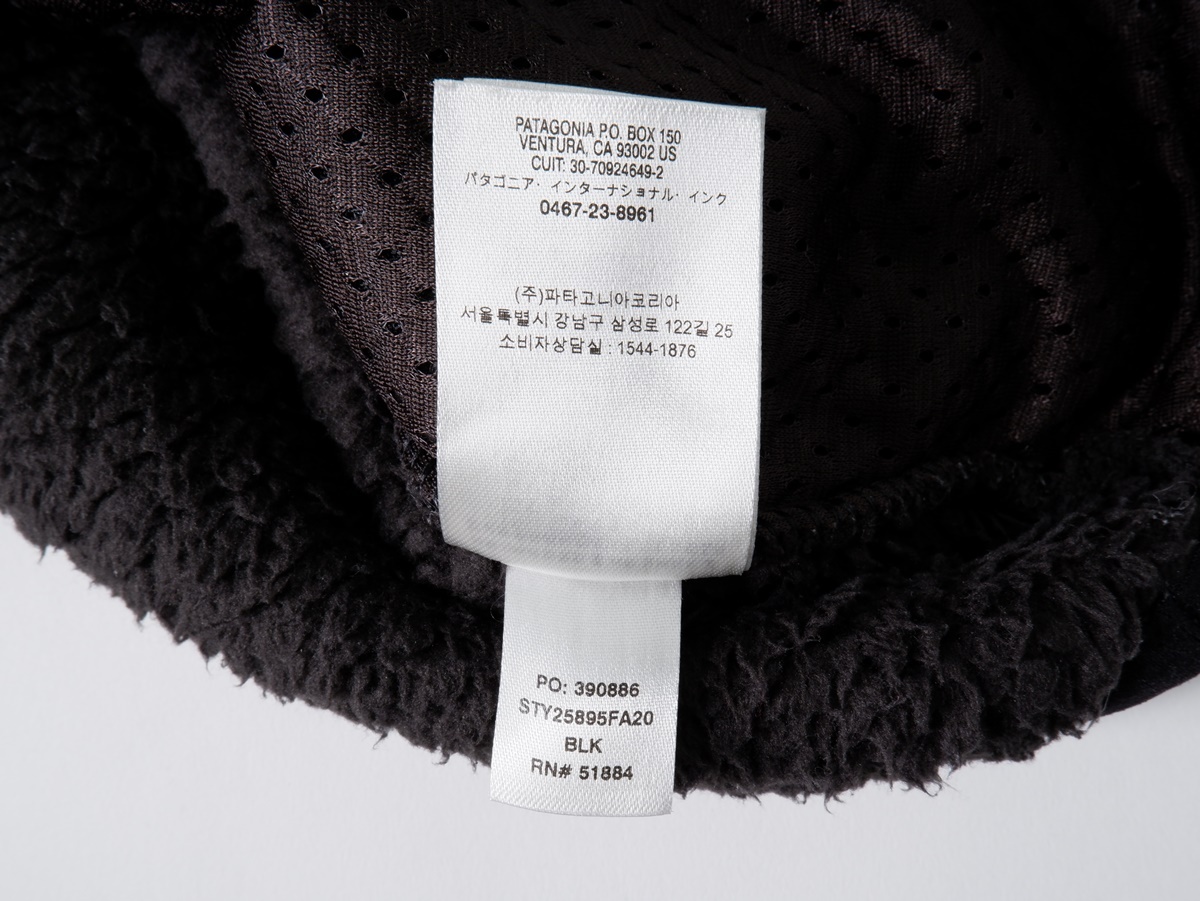 PATAGONIA P.O. BOX 150
VENTURA, CA 93002 US
CUIT: 30-70924649-2
パタゴニア・インターナショナル・インク
0467-23-8961
(주)파타고니아코리아
서울특별시 강남구 삼성로 122길 25
소비자상담실 : 1544-1876
PO: 390886
STY25895FA20
BLK
RN# 51884